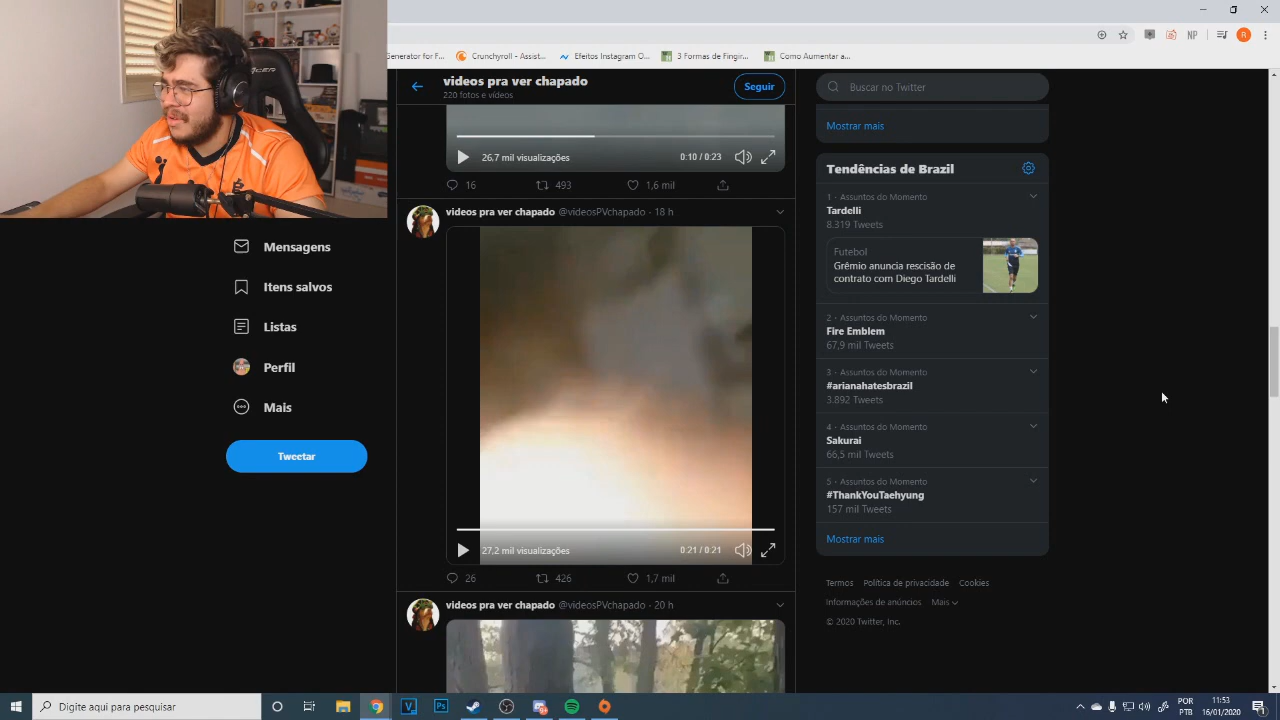 Generator for F...
Crunchyroll - Assist...
Efeitos Instagram O...
3 Formas de Fingir...
Como Aumentar a...
NP
R
videos pra ver chapado
220 fotos e vídeos
Seguir
26,7 mil visualizações
0:10 / 0:23
16
493
1,6 mil
videos pra ver chapado @videosPVchapado · 18 h
27,2 mil visualizações
0:21 / 0:21
26
426
1,7 mil
videos pra ver chapado @videosPVchapado · 20 h
Mensagens
Itens salvos
Listas
Perfil
Mais
Tweetar
Buscar no Twitter
Mostrar mais
Tendências de Brazil
1 · Assuntos do Momento
Tardelli
8.319 Tweets
Futebol
Grêmio anuncia rescisão de
contrato com Diego Tardelli
2 · Assuntos do Momento
Fire Emblem
67,9 mil Tweets
3 · Assuntos do Momento
#arianahatesbrazil
3.892 Tweets
4 · Assuntos do Momento
Sakurai
66,5 mil Tweets
5 · Assuntos do Momento
#ThankYouTaehyung
157 mil Tweets
Mostrar mais
Termos Política de privacidade Cookies
Informações de anúncios Mais
© 2020 Twitter, Inc.
Digite aqui para pesquisar
V
Ps
POR
PTB
11:53
16/01/2020